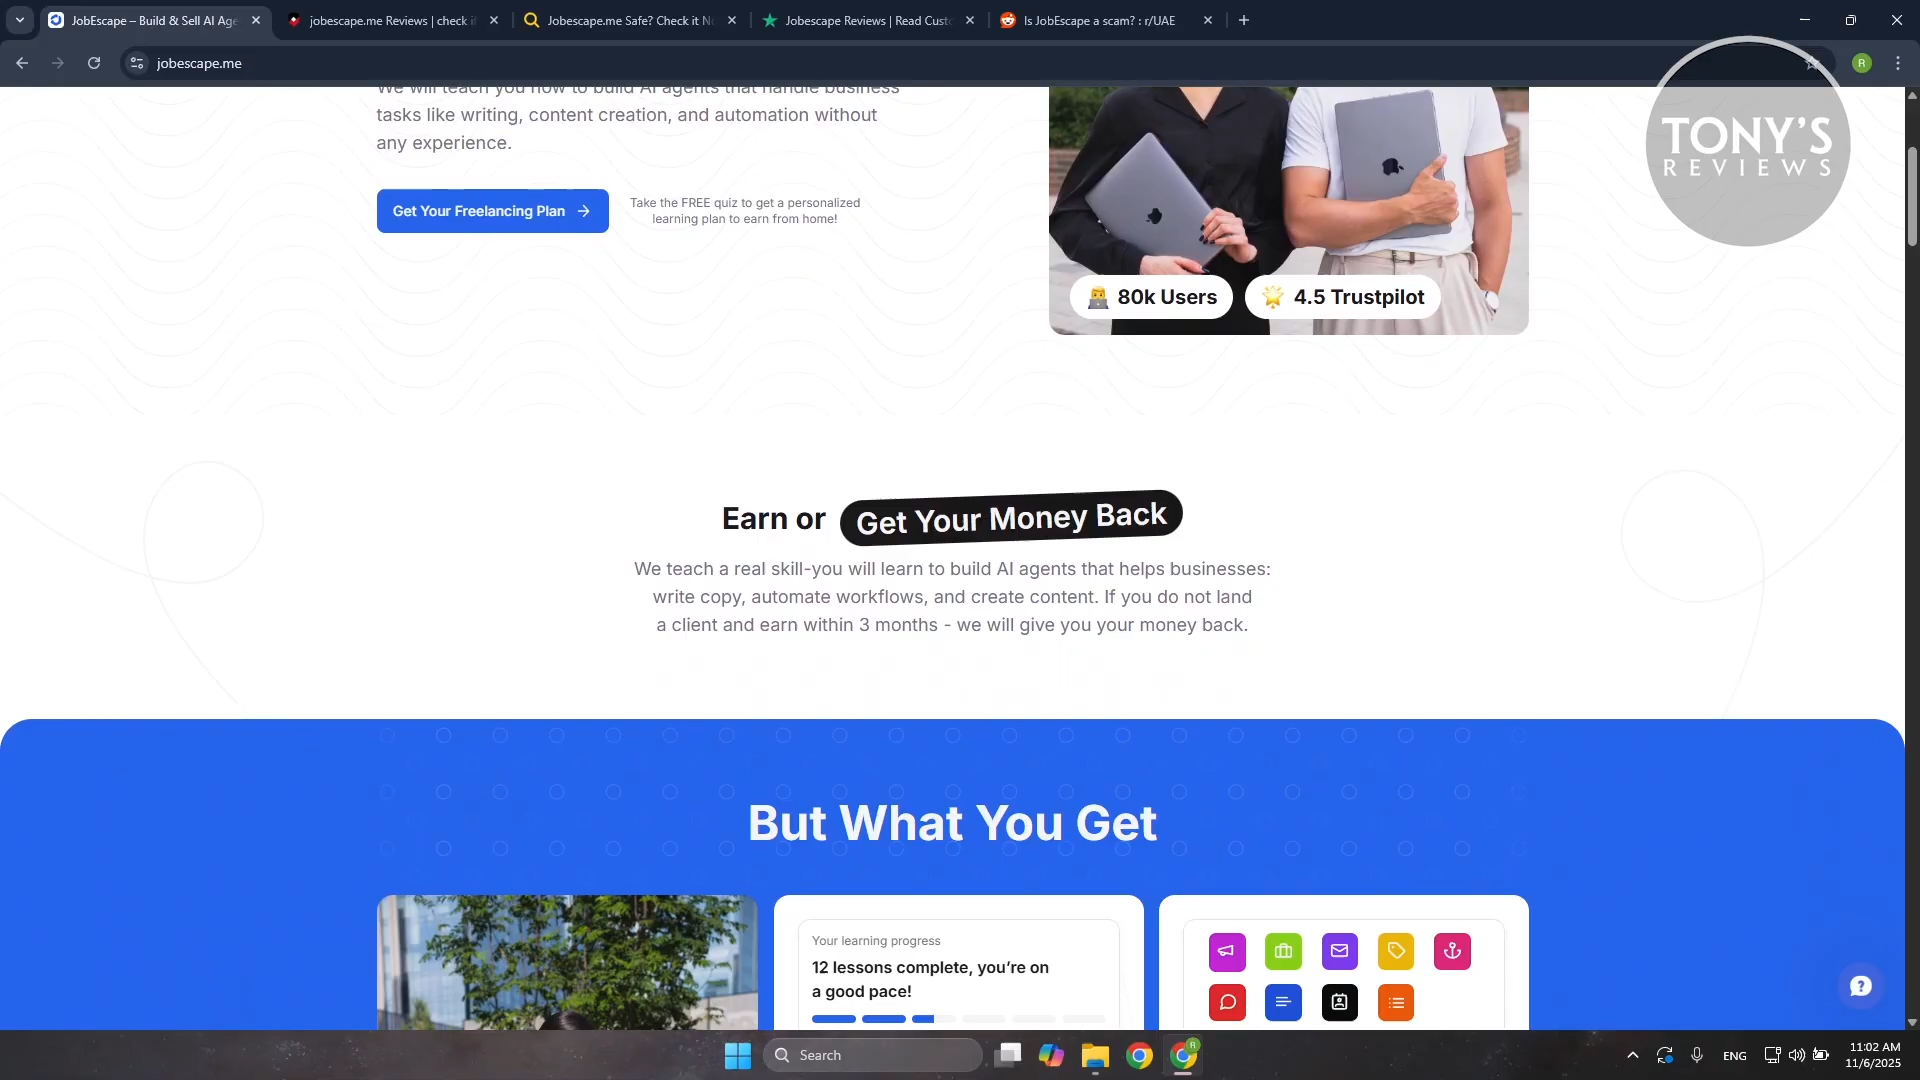 JobEscape – Build & Sell AI Age
jobescape.me Reviews | check if
Jobescape.me Safe? Check it No
Jobescape Reviews | Read Custo
Is JobEscape a scam? : r/UAE
jobescape.me
R
TONY'S
REVIEWS
We will teach you how to build AI agents that handle business
tasks like writing, content creation, and automation without
any experience.
Get Your Freelancing Plan
Take the FREE quiz to get a personalized
learning plan to earn from home!
80k Users
4.5 Trustpilot
Earn or Get Your Money Back
We teach a real skill-you will learn to build AI agents that helps businesses:
write copy, automate workflows, and create content. If you do not land
a client and earn within 3 months - we will give you your money back.
But What You Get
Your learning progress
12 lessons complete, you're on
a good pace!
?
Search
R
ENG
11:02 AM
11/6/2025